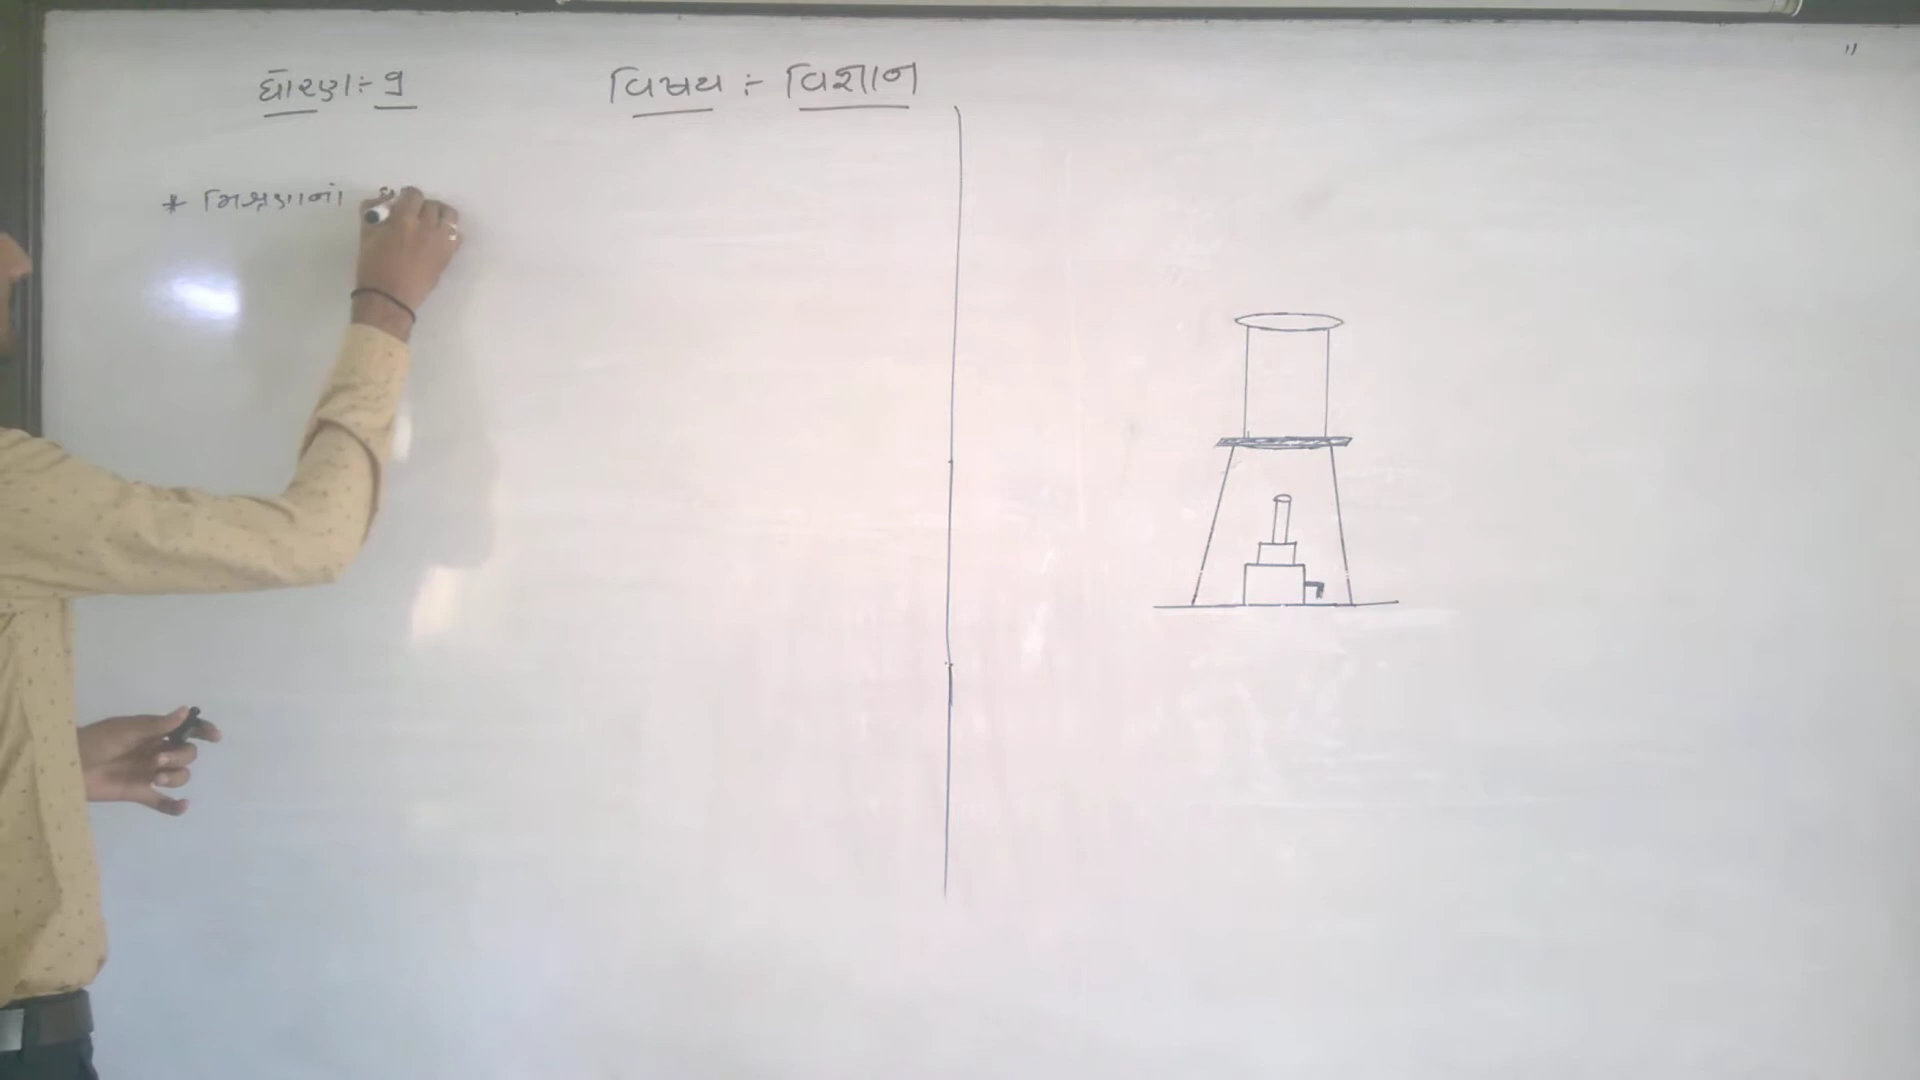 ધોરણ:- 9
વિષય :- વિજ્ઞાન
* મિશ્રણનાં